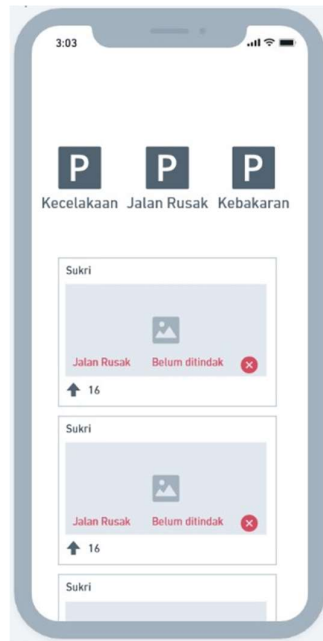 3:03
P P P
Kecelakaan Jalan Rusak Kebakaran
Sukri
Jalan Rusak Belum ditindak
16
Sukri
Jalan Rusak Belum ditindak
16
Sukri